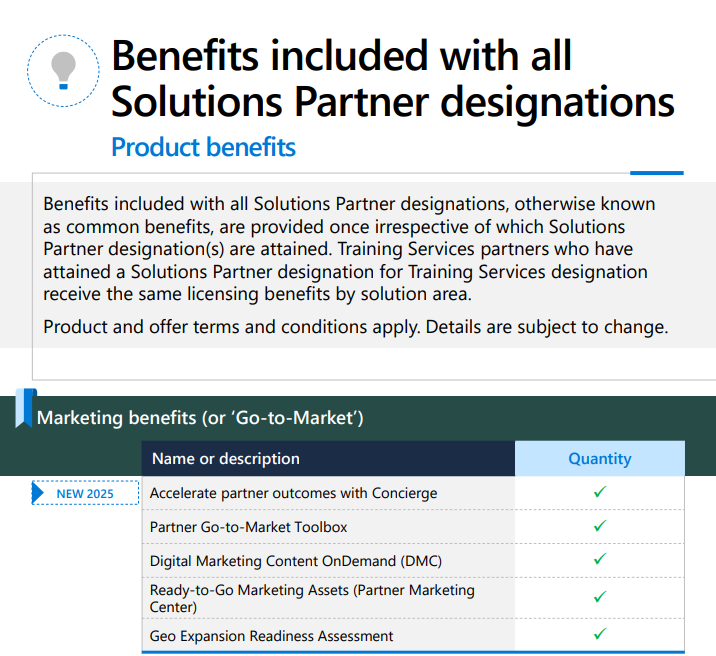 Benefits included with all
Solutions Partner designations
Product benefits
Benefits included with all Solutions Partner designations, otherwise known
as common benefits, are provided once irrespective of which Solutions
Partner designation(s) are attained. Training Services partners who have
attained a Solutions Partner designation for Training Services designation
receive the same licensing benefits by solution area.
Product and offer terms and conditions apply. Details are subject to change.
Marketing benefits (or ‘Go-to-Market’)
Name or description Quantity
NEW 2025 Accelerate partner outcomes with Concierge ✓
Partner Go-to-Market Toolbox ✓
Digital Marketing Content OnDemand (DMC) ✓
Ready-to-Go Marketing Assets (Partner Marketing
Center) ✓
Geo Expansion Readiness Assessment ✓